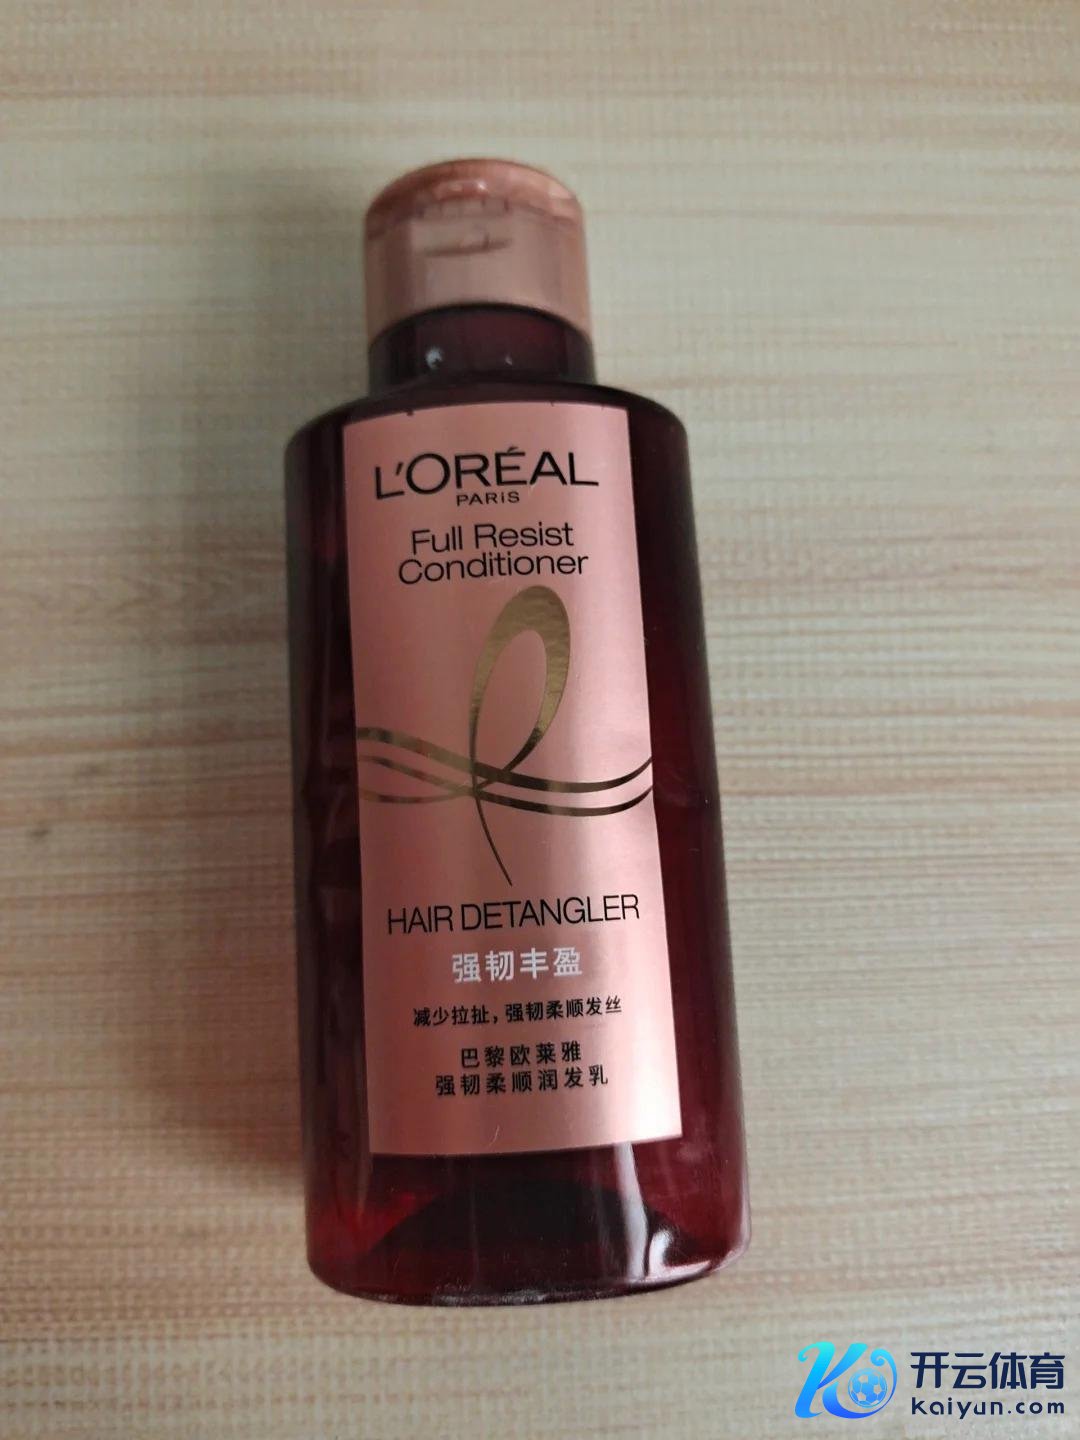 L'ORÉAL
PARIS
Full Resist
Conditioner
HAIR DETANGLER
强韧丰盈
减少拉扯，强韧柔顺发丝
巴黎欧莱雅
强韧柔顺润发乳
开云体育
kaiyun.com